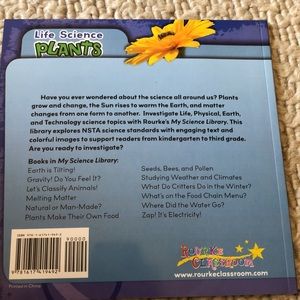 Life Science
PLANTS
Have you ever wondered about the science all around us? Plants
grow and change, the Sun rises to warm the Earth, and matter
changes from one form to another. Investigate Life, Physical, Earth,
and Technology science topics with Rourke's My Science Library. This
library explores NSTA science standards with engaging text and
colorful images to support readers from kindergarten to third grade.
Are you ready to investigate?
Books in My Science Library:
Earth is Tilting!
Gravity! Do You Feel It?
Let's Classify Animals!
Melting Matter
Natural or Man-Made?
Plants Make Their Own Food
Seeds, Bees, and Pollen
Studying Weather and Climates
What Do Critters Do in the Winter?
What's on the Food Chain Menu?
Where Did the Water Go?
Zap! It's Electricity!
90000
9 781617 419492
Rourke
Classroom
www.rourkeclassroom.com
Printed in China